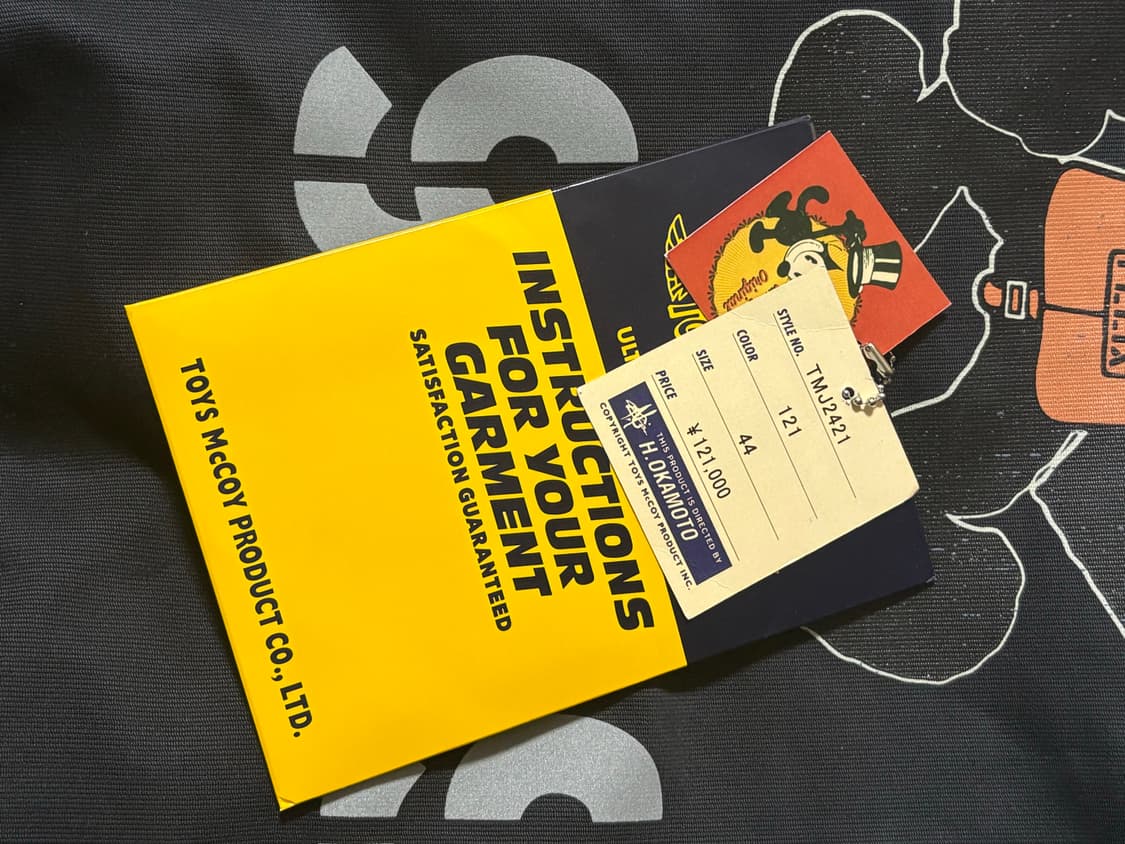 INSTRUCTIONS
FOR YOUR
GARMENT
SATISFACTION GUARANTEED
TOYS McCOY PRODUCT CO., LTD.
Original
STYLE NO. TMJ2421
COLOR 121
SIZE 44
PRICE ¥121,000
THIS PRODUCT IS DIRECTED BY
H.OKAMOTO
COPYRIGHT TOYS McCOY PRODUCT INC.